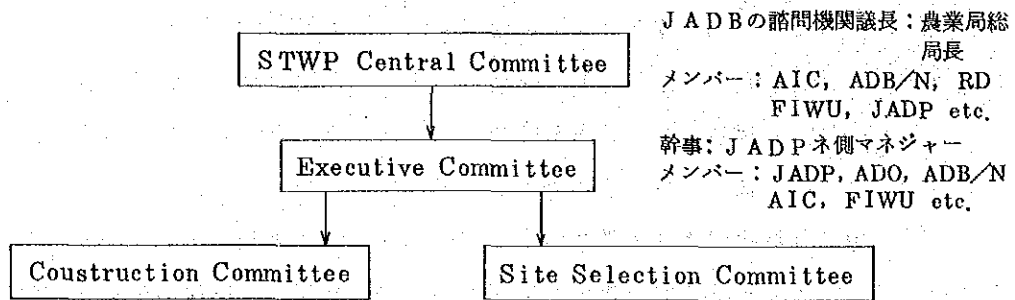 JADBの諮問機関議長：農業局総
局長
STWP Central Committee
メンバー：AIC, ADB/N, RD
FIWU, JADP etc.
幹事：JADPネ側マネジャー
Executive Committee
メンバー：JADP, ADO, ADB/N
AIC, FIWU etc.
Coustruction Committee
Site Selection Committee